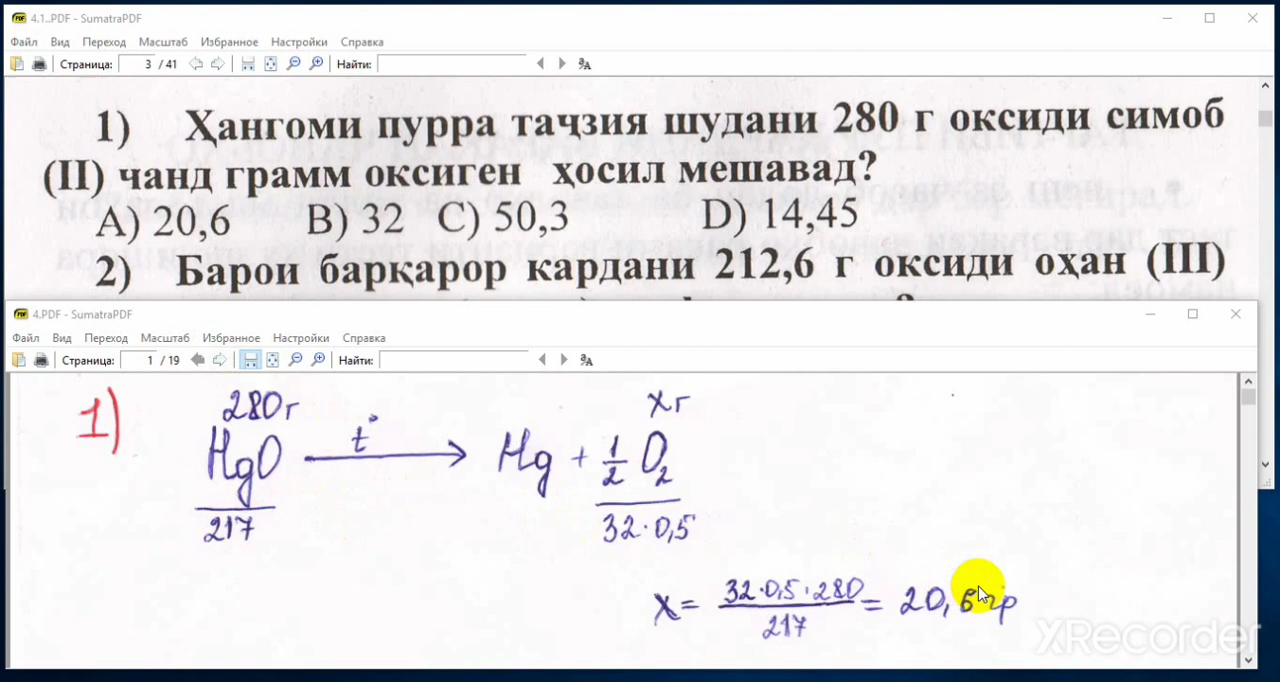 4.1..PDF - SumatraPDF
Файл Вид Переход Масштаб Избранное Настройки Справка
Страница: 3 / 41 Найти:
1) Ҳангоми пурра таҷзия шудани 280 г оксиди симоб
(II) чанд грамм оксиген ҳосил мешавад?
A) 20,6 B) 32 C) 50,3 D) 14,45
2) Барои барқарор кардани 212,6 г оксиди оҳан (III)
4.PDF - SumatraPDF
Файл Вид Переход Масштаб Избранное Настройки Справка
Страница: 1 / 19 Найти:
1) 280г xг
HgO t° → Hg + 1/2 O₂
217 32·0,5
x = 32·0,5·280 / 217 = 20,6 гр
XRecorder